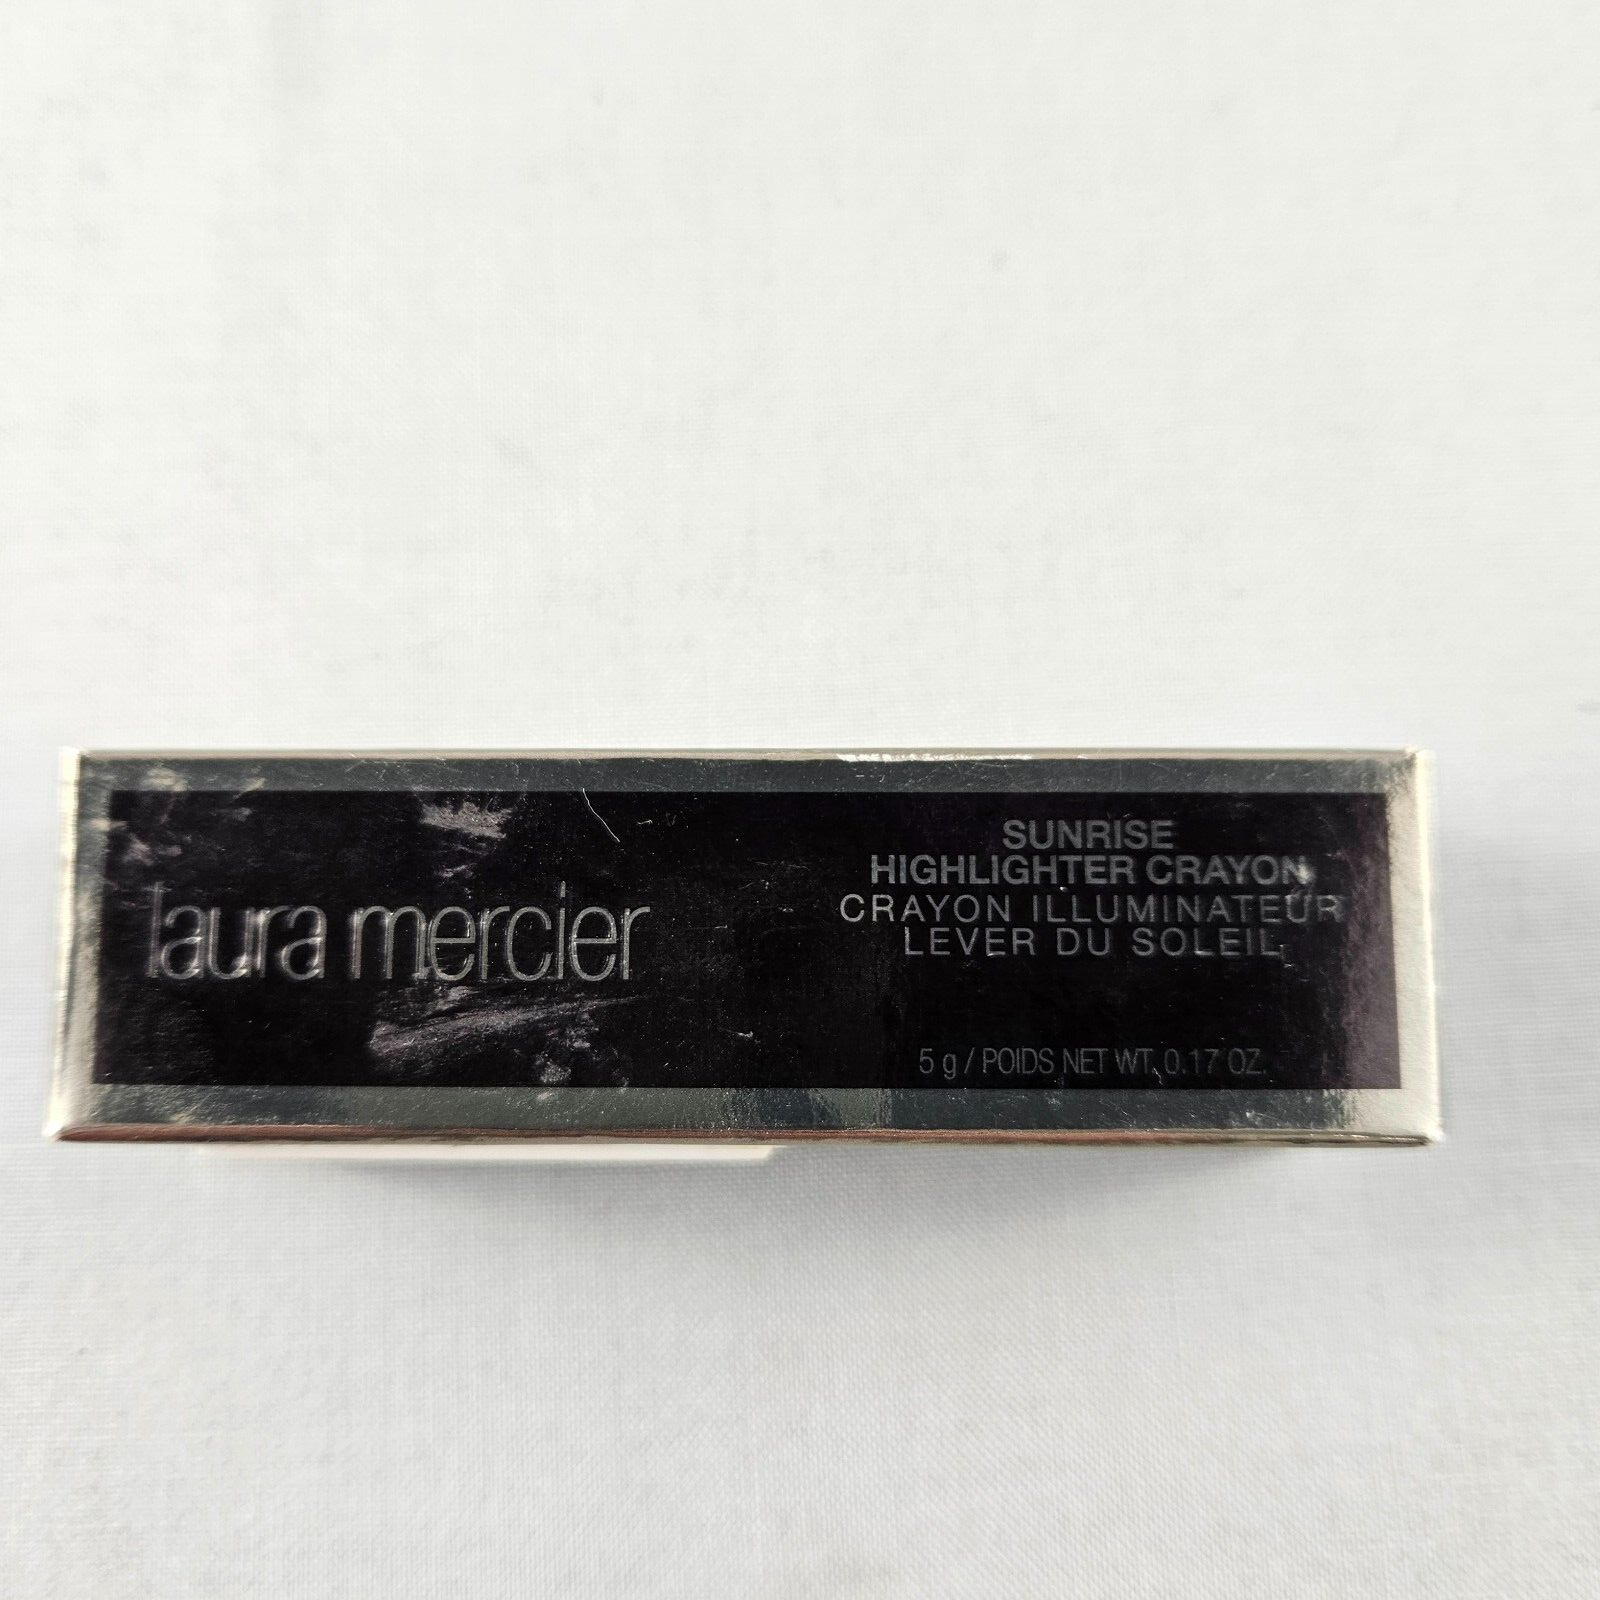 laura mercier
SUNRISE
HIGHLIGHTER CRAYON
CRAYON ILLUMINATEUR
LEVER DU SOLEIL
5 g / POIDS NET WT. 0.17 OZ.